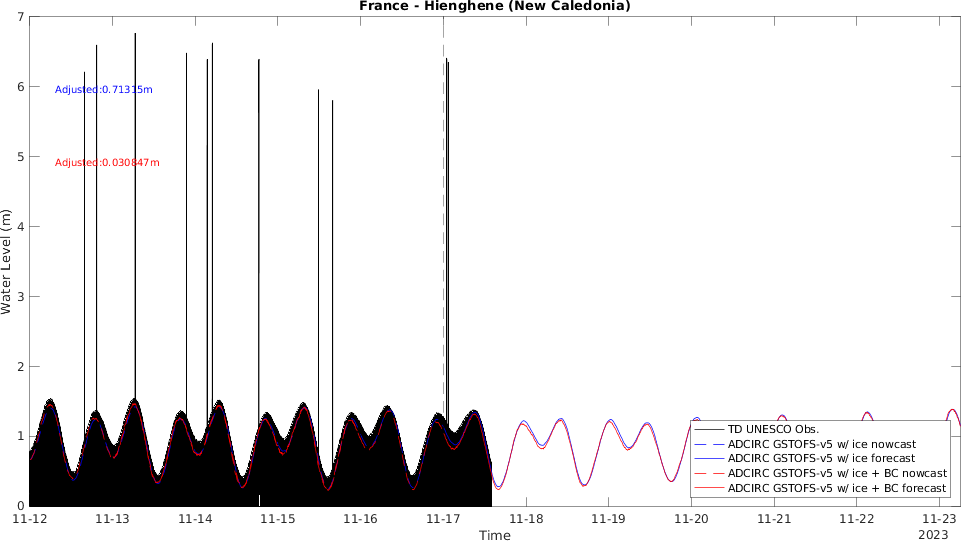 France - Hienghene (New Caledonia)
7
6
5
4
3
2
1
0
Water Level (m)
Adjusted:0.71315m
Adjusted:0.030847m
TD UNESCO Obs.
ADCIRC GSTOFS-v5 w/ ice nowcast
ADCIRC GSTOFS-v5 w/ ice forecast
ADCIRC GSTOFS-v5 w/ ice + BC nowcast
ADCIRC GSTOFS-v5 w/ ice + BC forecast
11-12 11-13 11-14 11-15 11-16 11-17 11-18 11-19 11-20 11-21 11-22 11-23
2023
Time